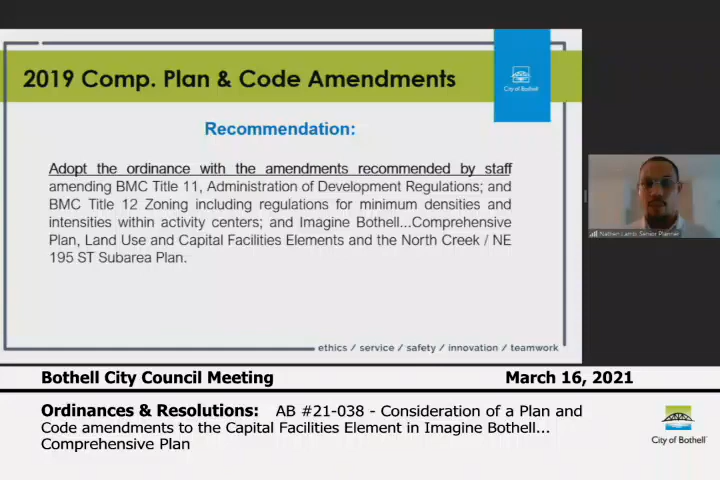 2019 Comp. Plan & Code Amendments
City of Bothell
Recommendation:
Adopt the ordinance with the amendments recommended by staff
amending BMC Title 11, Administration of Development Regulations; and
BMC Title 12 Zoning including regulations for minimum densities and
intensities within activity centers; and Imagine Bothell...Comprehensive
Plan, Land Use and Capital Facilities Elements and the North Creek / NE
195 ST Subarea Plan.
ethics / service / safety / innovation / teamwork
Nathen Lamb, Senior Planner
Bothell City Council Meeting March 16, 2021
Ordinances & Resolutions: AB #21-038 - Consideration of a Plan and
Code amendments to the Capital Facilities Element in Imagine Bothell...
Comprehensive Plan
City of Bothell